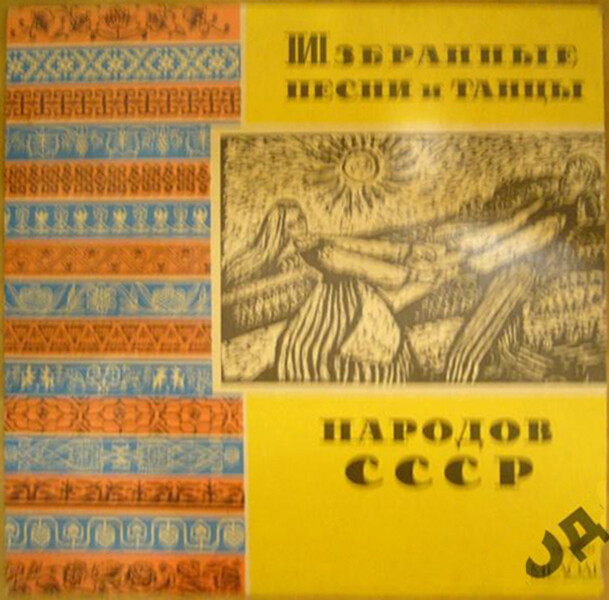 Избранные
песни и танцы
народов
СССР